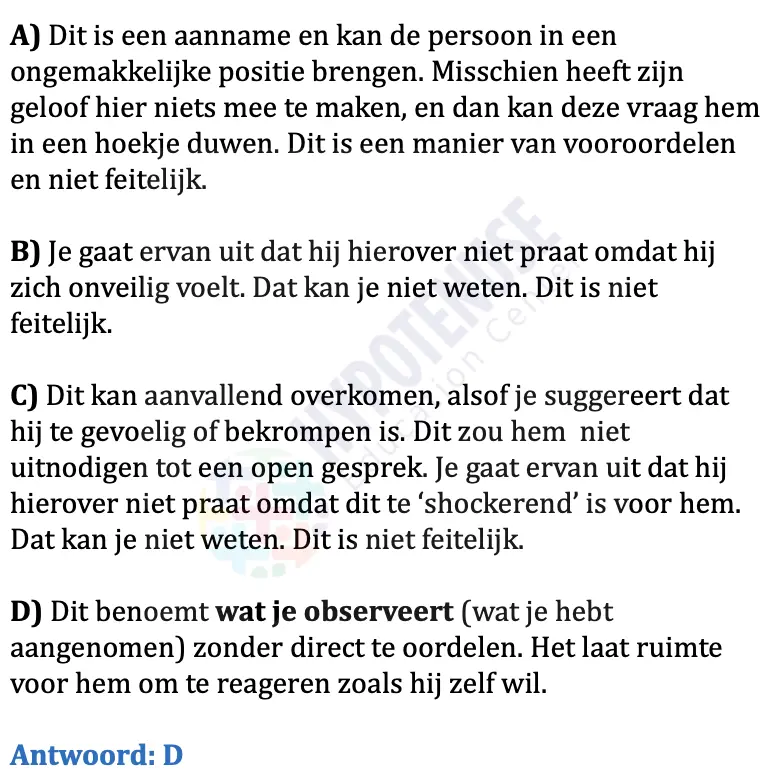 A) Dit is een aanname en kan de persoon in een
ongemakkelijke positie brengen. Misschien heeft zijn
geloof hier niets mee te maken, en dan kan deze vraag hem
in een hoekje duwen. Dit is een manier van vooroordelen
en niet feitelijk.
B) Je gaat ervan uit dat hij hierover niet praat omdat hij
zich onveilig voelt. Dat kan je niet weten. Dit is niet
feitelijk.
C) Dit kan aanvallend overkomen, alsof je suggereert dat
hij te gevoelig of bekrompen is. Dit zou hem  niet
uitnodigen tot een open gesprek. Je gaat ervan uit dat hij
hierover niet praat omdat dit te ‘shockerend’ is voor hem.
Dat kan je niet weten. Dit is niet feitelijk.
D) Dit benoemt wat je observeert (wat je hebt
aangenomen) zonder direct te oordelen. Het laat ruimte
voor hem om te reageren zoals hij zelf wil.
Antwoord: D
HYPOTENUSE
Education Center